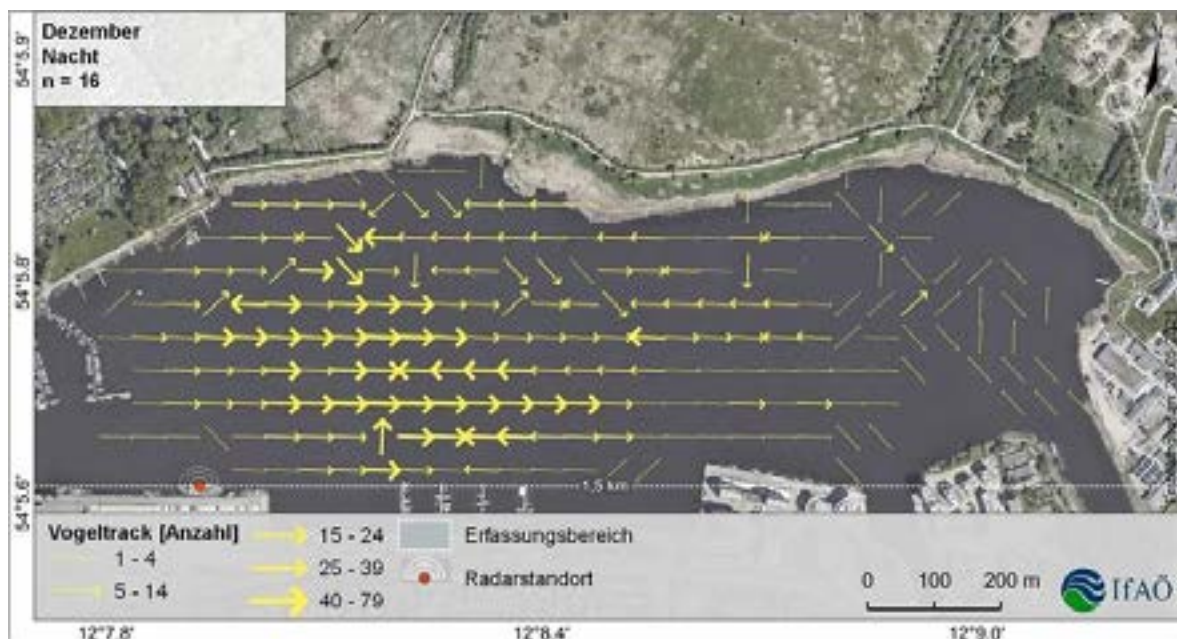 Dezember
Nacht
n = 16
54°5.9'
54°5.8'
54°5.6'
1,5 km
Vogeltrack [Anzahl]
1 - 4
5 - 14
15 - 24
25 - 39
40 - 79
Erfassungsbereich
Radarstandort
0 100 200 m
IfAÖ
12°7.8' 12°8.4' 12°9.0'